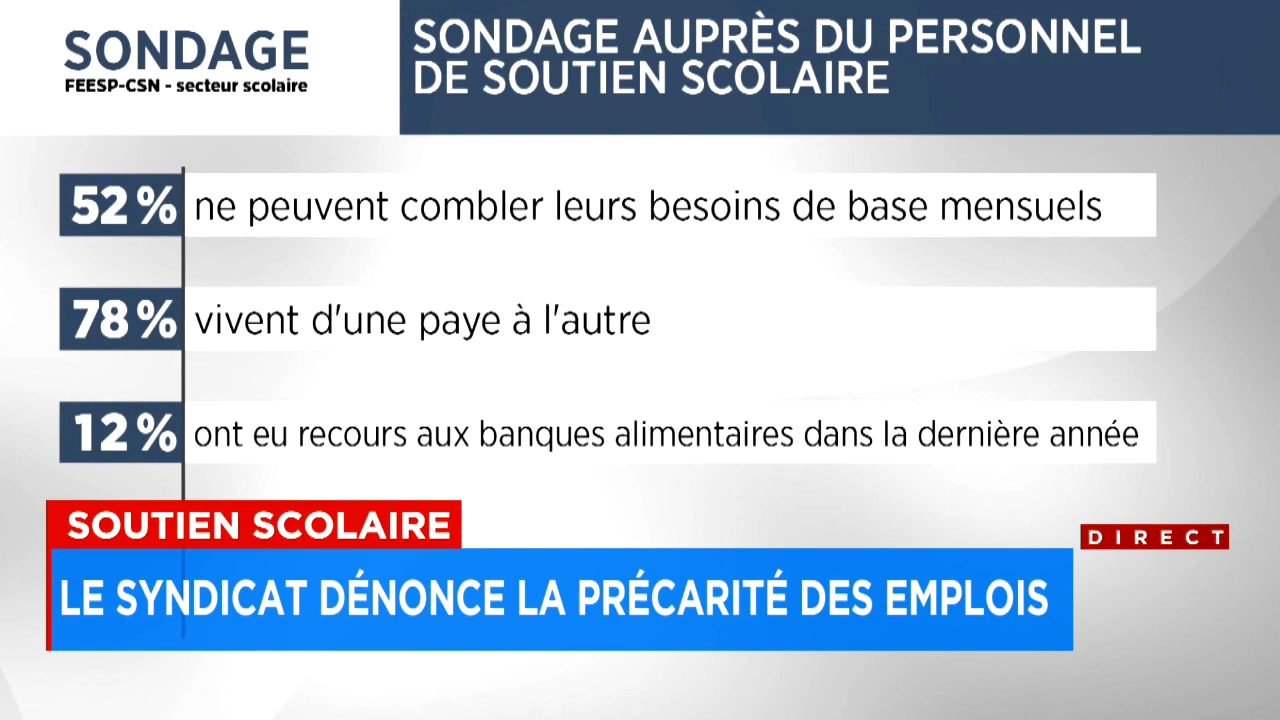 SONDAGE
FEESP-CSN - secteur scolaire
SONDAGE AUPRÈS DU PERSONNEL
DE SOUTIEN SCOLAIRE
52 % ne peuvent combler leurs besoins de base mensuels
78 % vivent d'une paye à l'autre
12 % ont eu recours aux banques alimentaires dans la dernière année
SOUTIEN SCOLAIRE
DIRECT
LE SYNDICAT DÉNONCE LA PRÉCARITÉ DES EMPLOIS